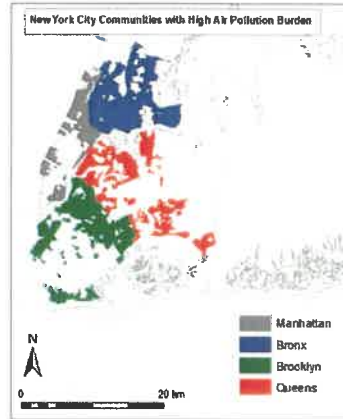 New York City Communities with High Air Pollution Burden
N
0 20 km
Manhattan
Bronx
Brooklyn
Queens